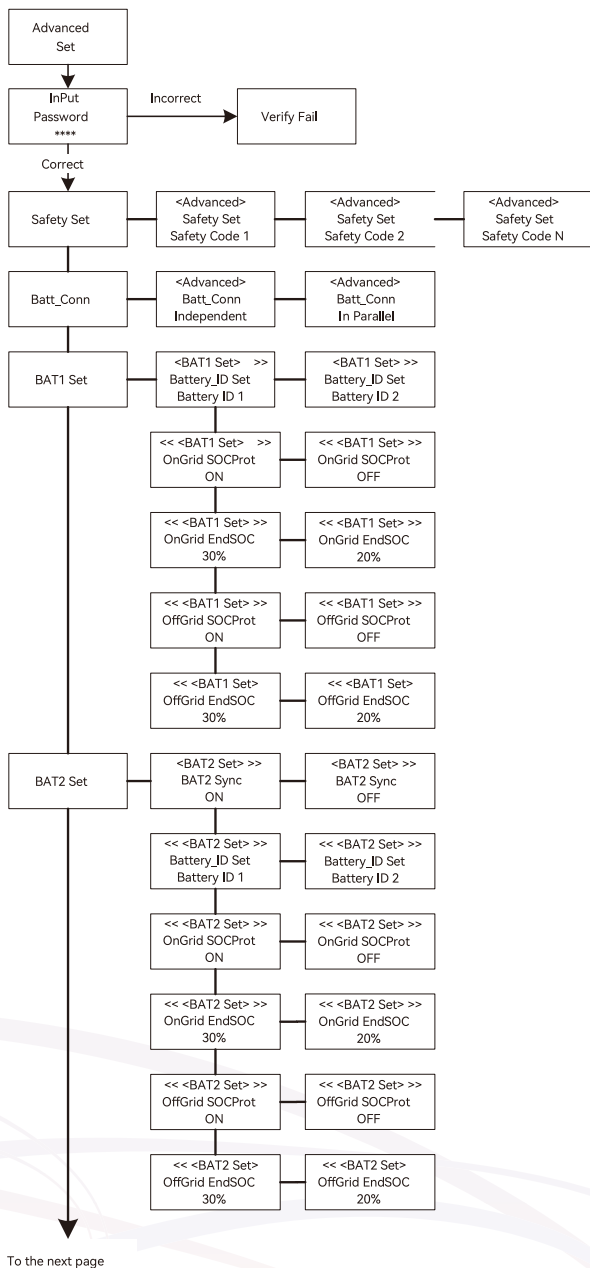 Advanced
Set
InPut
Password
****
Incorrect
Verify Fail
Correct
Safety Set
<Advanced>
Safety Set
Safety Code 1
<Advanced>
Safety Set
Safety Code 2
<Advanced>
Safety Set
Safety Code N
Batt_Conn
<Advanced>
Batt_Conn
Independent
<Advanced>
Batt_Conn
In Parallel
BAT1 Set
<BAT1 Set> >>
Battery_ID Set
Battery ID 1
<BAT1 Set> >>
Battery_ID Set
Battery ID 2
<< <BAT1 Set> >>
OnGrid SOCProt
ON
<< <BAT1 Set> >>
OnGrid SOCProt
OFF
<< <BAT1 Set> >>
OnGrid EndSOC
30%
<< <BAT1 Set> >>
OnGrid EndSOC
20%
<< <BAT1 Set> >>
OffGrid SOCProt
ON
<< <BAT1 Set> >>
OffGrid SOCProt
OFF
<< <BAT1 Set>
OffGrid EndSOC
30%
<< <BAT1 Set>
OffGrid EndSOC
20%
BAT2 Set
<BAT2 Set> >>
BAT2 Sync
ON
<BAT2 Set> >>
BAT2 Sync
OFF
<< <BAT2 Set> >>
Battery_ID Set
Battery ID 1
<< <BAT2 Set> >>
Battery_ID Set
Battery ID 2
<< <BAT2 Set> >>
OnGrid SOCProt
ON
<< <BAT2 Set> >>
OnGrid SOCProt
OFF
<< <BAT2 Set> >>
OnGrid EndSOC
30%
<< <BAT2 Set> >>
OnGrid EndSOC
20%
<< <BAT2 Set> >>
OffGrid SOCProt
ON
<< <BAT2 Set> >>
OffGrid SOCProt
OFF
<< <BAT2 Set>
OffGrid EndSOC
30%
<< <BAT2 Set>
OffGrid EndSOC
20%
To the next page